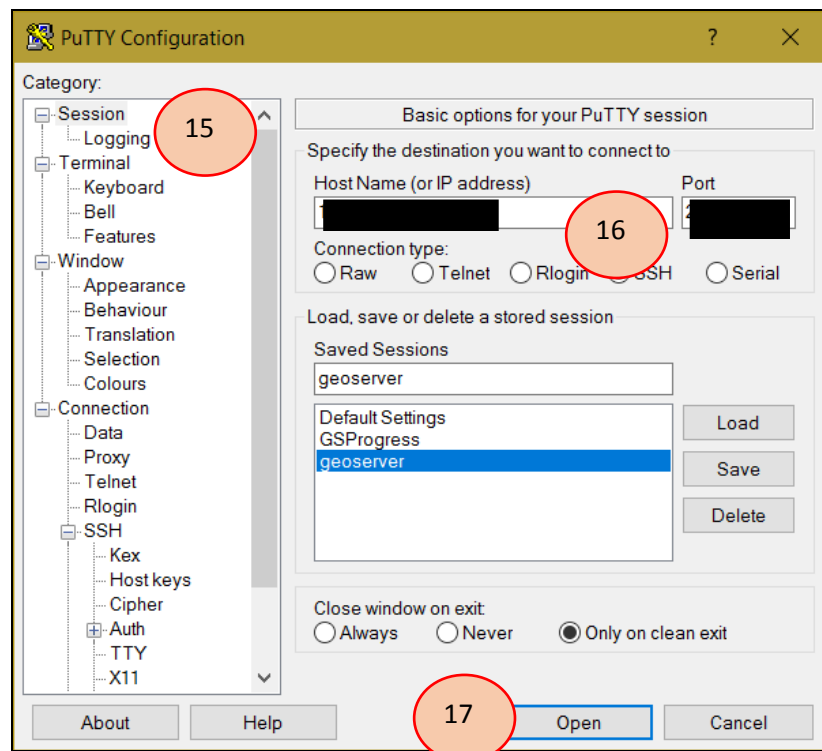 PuTTY Configuration
?
Category:
Session
Logging
Terminal
Keyboard
Bell
Features
Window
Appearance
Behaviour
Translation
Selection
Colours
Connection
Data
Proxy
Telnet
Rlogin
SSH
Kex
Host keys
Cipher
Auth
TTY
X11
15
Basic options for your PuTTY session
Specify the destination you want to connect to
Host Name (or IP address) Port
16
Connection type:
Raw Telnet Rlogin SSH Serial
Load, save or delete a stored session
Saved Sessions
geoserver
Default Settings
GSProgress
geoserver
Load
Save
Delete
Close window on exit:
Always Never Only on clean exit
About Help 17 Open Cancel